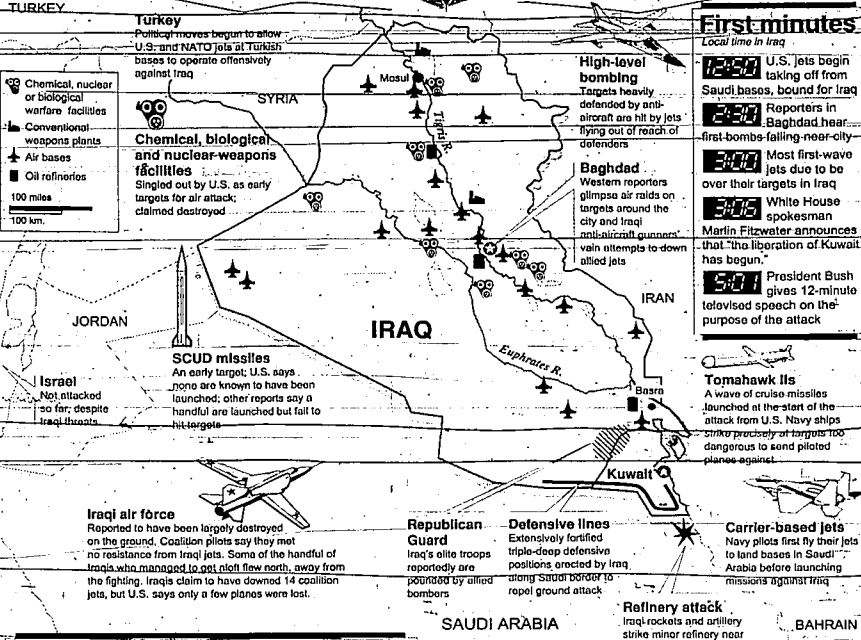 TURKEY
Turkey
Political moves begun to allow
U.S. and NATO jets at Turkish
bases to operate offensively
against Iraq
Chemical, nuclear
or biological
warfare facilities
Conventional
weapons plants
Air bases
Oil refineries
100 miles
100 km.
SYRIA
Chemical, biological
and nuclear-weapons
facilities
Singled out by U.S. as early
targets for air attack;
claimed destroyed
Mosul
Tigris R.
High-level
bombing
Targets heavily
defended by anti-
aircraft are hit by jets
flying out of reach of
defenders
Baghdad
Western reporters
glimpse air raids on
targets around the
city and Iraqi
anti-aircraft gunners'
vain attempts to down
allied jets
First minutes
Local time in Iraq
12:50 U.S. jets begin
taking off from
Saudi bases, bound for Iraq
2:30 Reporters in
Baghdad hear
first bombs falling near city
3:00 Most first-wave
jets due to be
over their targets in Iraq
3:06 White House
spokesman
Marlin Fitzwater announces
that "the liberation of Kuwait
has begun."
5:01 President Bush
gives 12-minute
televised speech on the
purpose of the attack
IRAN
JORDAN
IRAQ
Euphrates R.
Basra
Israel
Not attacked
so far, despite
Iraqi threats
SCUD missiles
An early target; U.S. says
none are known to have been
launched; other reports say a
handful are launched but fail to
hit targets
Tomahawk IIs
A wave of cruise missiles
launched at the start of the
attack from U.S. Navy ships
strike precisely at targets too
dangerous to send piloted
planes against
Kuwait
Iraqi air force
Reported to have been largely destroyed
on the ground, Coalition pilots say they met
no resistance from Iraqi jets. Some of the handful of
Iraqis who managed to get aloft flew north, away from
the fighting. Iraqis claim to have downed 14 coalition
jets, but U.S. says only a few planes were lost.
Republican
Guard
Iraq's elite troops
reportedly are
pounded by allied
bombers
Defensive lines
Extensively fortified
triple-deep defensive
positions erected by Iraq
along Saudi border to
repel ground attack
Carrier-based jets
Navy pilots first fly their jets
to land bases in Saudi
Arabia before launching
missions against Iraq
Refinery attack
Iraqi rockets and artillery
strike minor refinery near
SAUDI ARABIA
BAHRAIN